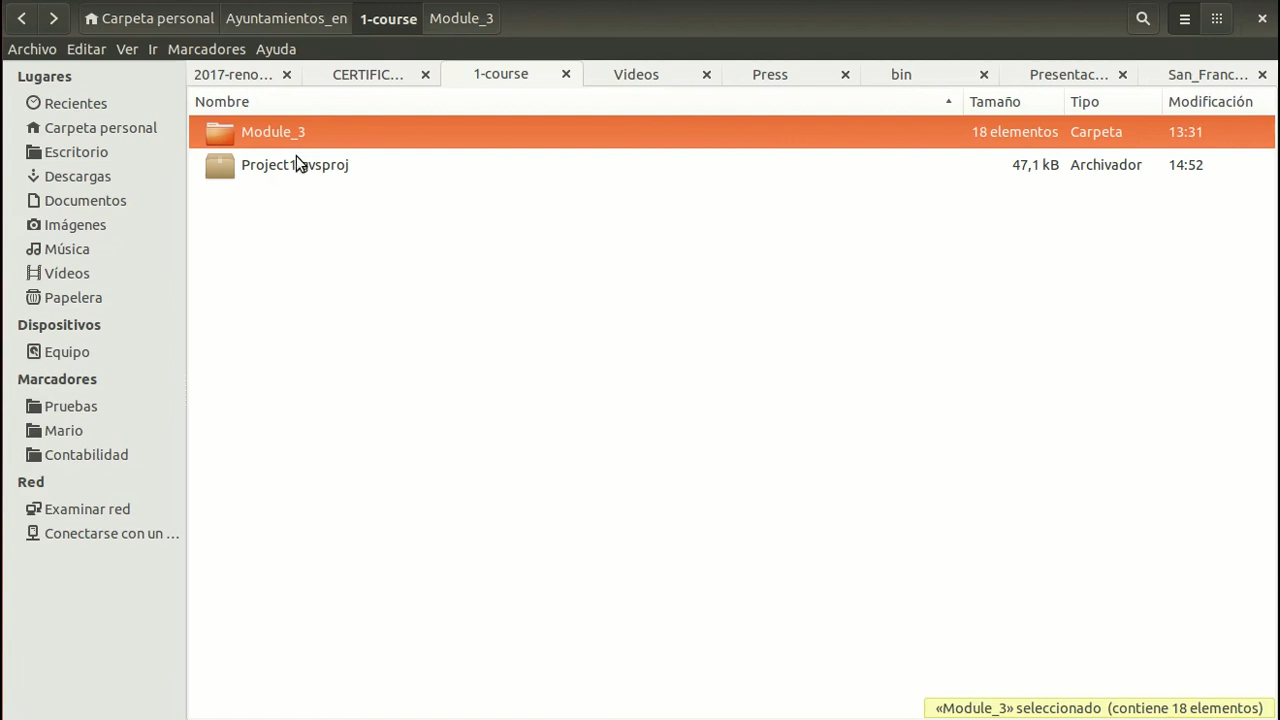 Carpeta personal Ayuntamientos_en 1-course Module_3
Archivo Editar Ver Ir Marcadores Ayuda
2017-reno... CERTIFIC... 1-course Videos Press bin Presentac... San_Franc...
Nombre Tamaño Tipo Modificación
Module_3 18 elementos Carpeta 13:31
47,1 kB Archivador 14:52
Lugares
Recientes
Carpeta personal
Escritorio
Descargas
Documentos
Imágenes
Música
Vídeos
Papelera
Dispositivos
Equipo
Marcadores
Pruebas
Mario
Contabilidad
Red
Examinar red
Conectarse con un ...
«Module_3» seleccionado (contiene 18 elementos)